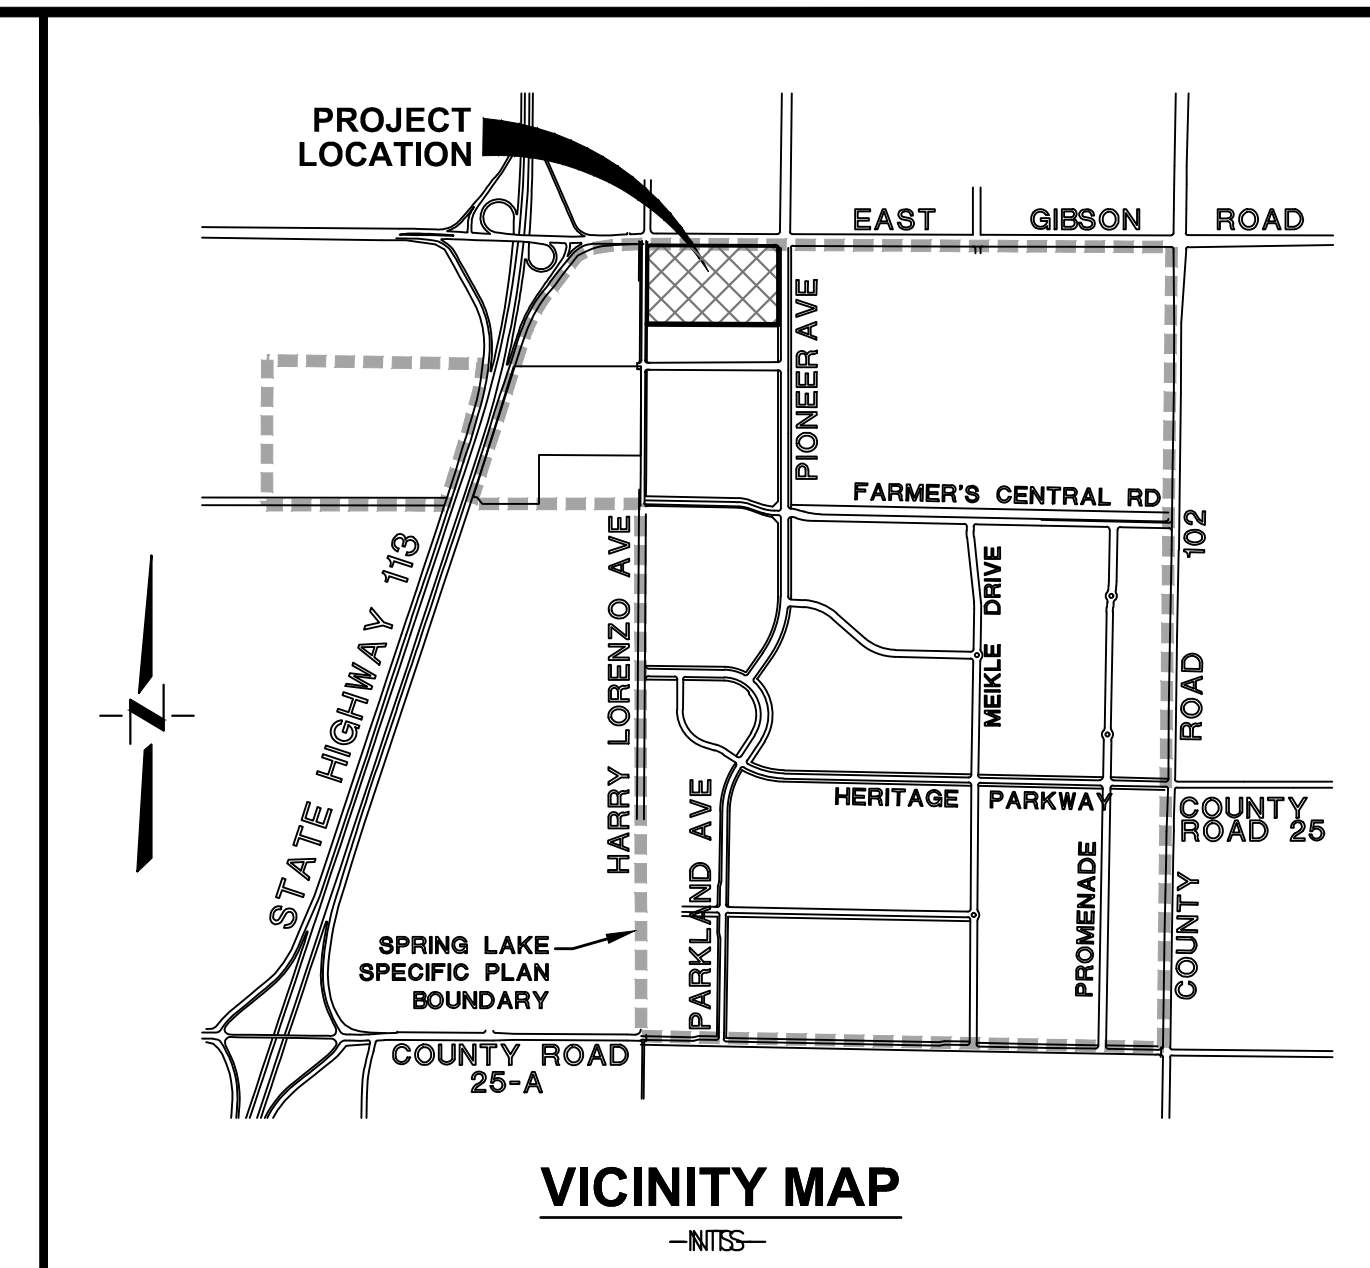 PROJECT
LOCATION
EAST GIBSON ROAD
PIONEER AVE
FARMER'S CENTRAL RD
STATE HIGHWAY 113
HARRY LORENZO AVE
MEIKLE DRIVE
COUNTY ROAD 102
N
HERITAGE PARKWAY
COUNTY
ROAD 25
PARKLAND AVE
PROMENADE
SPRING LAKE
SPECIFIC PLAN
BOUNDARY
COUNTY ROAD
25-A
VICINITY MAP
NTS